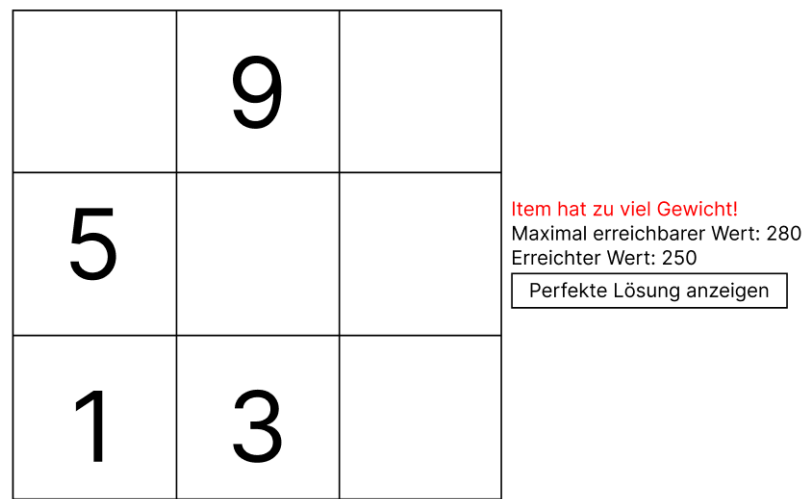 9
5
1 3
Item hat zu viel Gewicht!
Maximal erreichbarer Wert: 280
Erreichter Wert: 250
Perfekte Lösung anzeigen